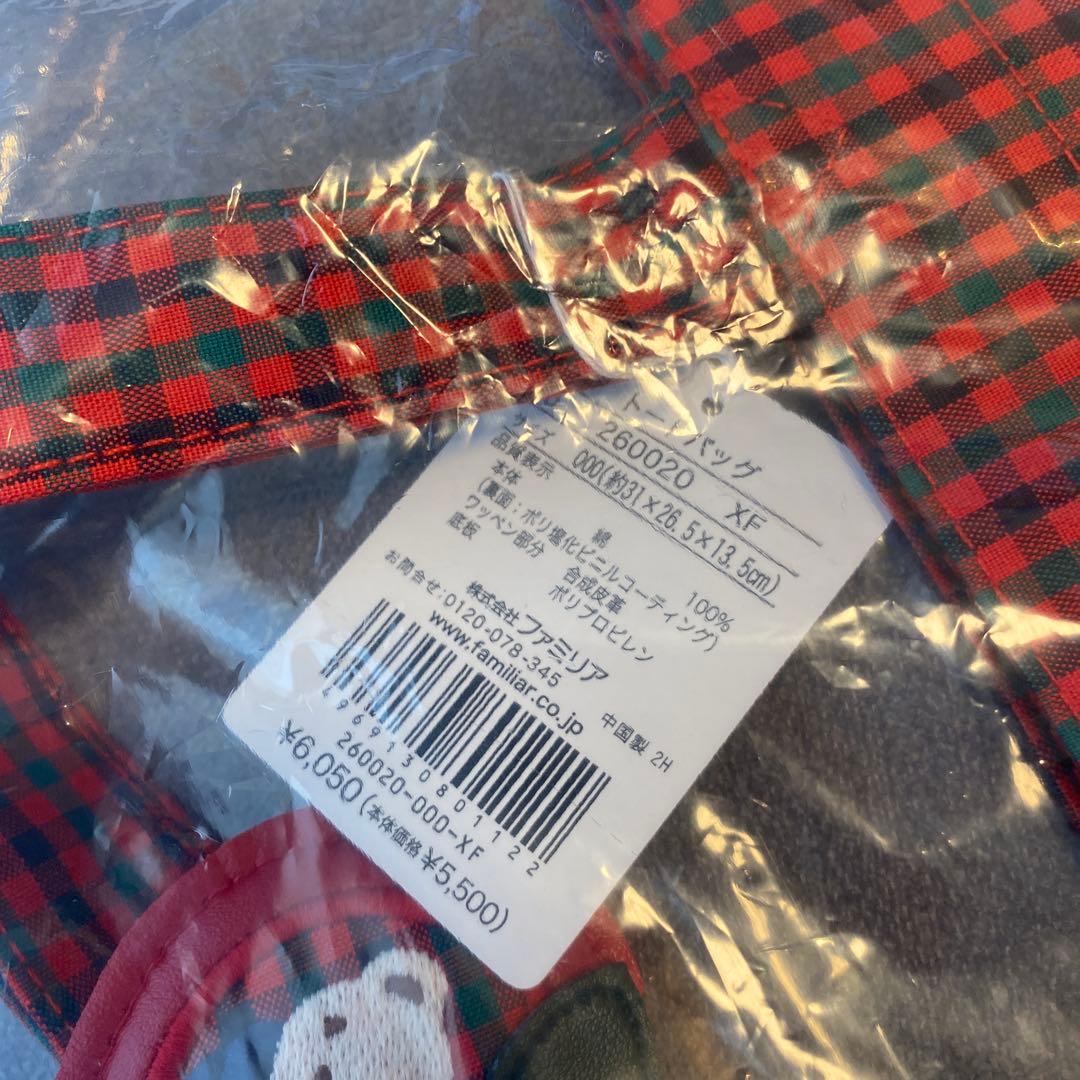 トートバッグ
260020 XF
サイズ 000(約31×26.5×13.5cm)
品質表示
本体 綿 100%
(裏面:ポリ塩化ビニルコーティング)
ワッペン部分 合成皮革
底板 ポリプロピレン
株式会社ファミリア
お問合せ:0120-078-345
www.familiar.co.jp
中国製 2H
4969130801122
260020-000-XF
¥6,050(本体価格¥5,500)